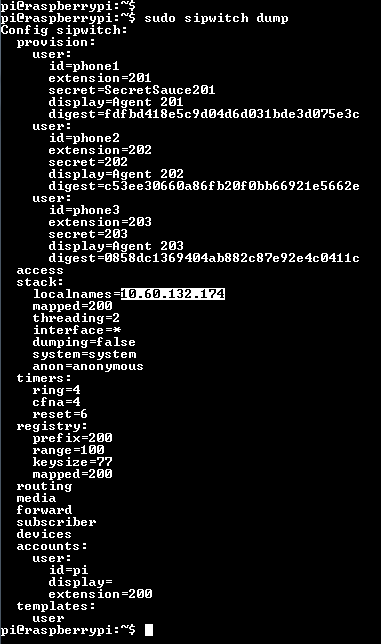 pi@raspberrypi:~$
pi@raspberrypi:~$ sudo sipwitch dump
Config sipwitch:
provision:
user:
id=phone1
extension=201
secret=SecretSauce201
display=Agent 201
digest=fdfbd418e5c9d04d6d031bde3d075e3c
user:
id=phone2
extension=202
secret=202
display=Agent 202
digest=c53ee30660a86fb20f0bb66921e5662e
user:
id=phone3
extension=203
secret=203
display=Agent 203
digest=0858dc1369404ab882c87e92e4c0411c
access
stack:
localnames=10.60.132.174
mapped=200
threading=2
interface=*
dumping=false
system=system
anon=anonymous
timers:
ring=4
cfna=4
reset=6
registry:
prefix=200
range=100
keysize=77
mapped=200
routing
media
forward
subscriber
devices
accounts:
user:
id=pi
display=
extension=200
templates:
user
pi@raspberrypi:~$